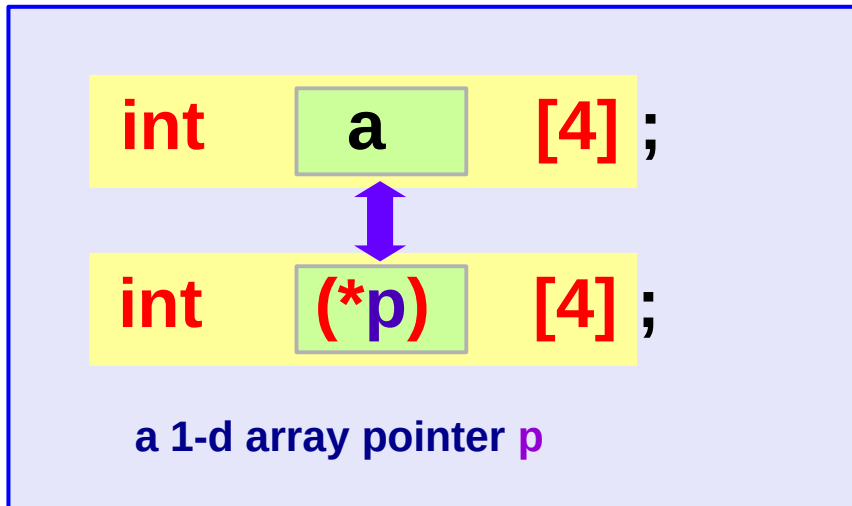 int a [4] ;
int (*p) [4] ;
a 1-d array pointer p